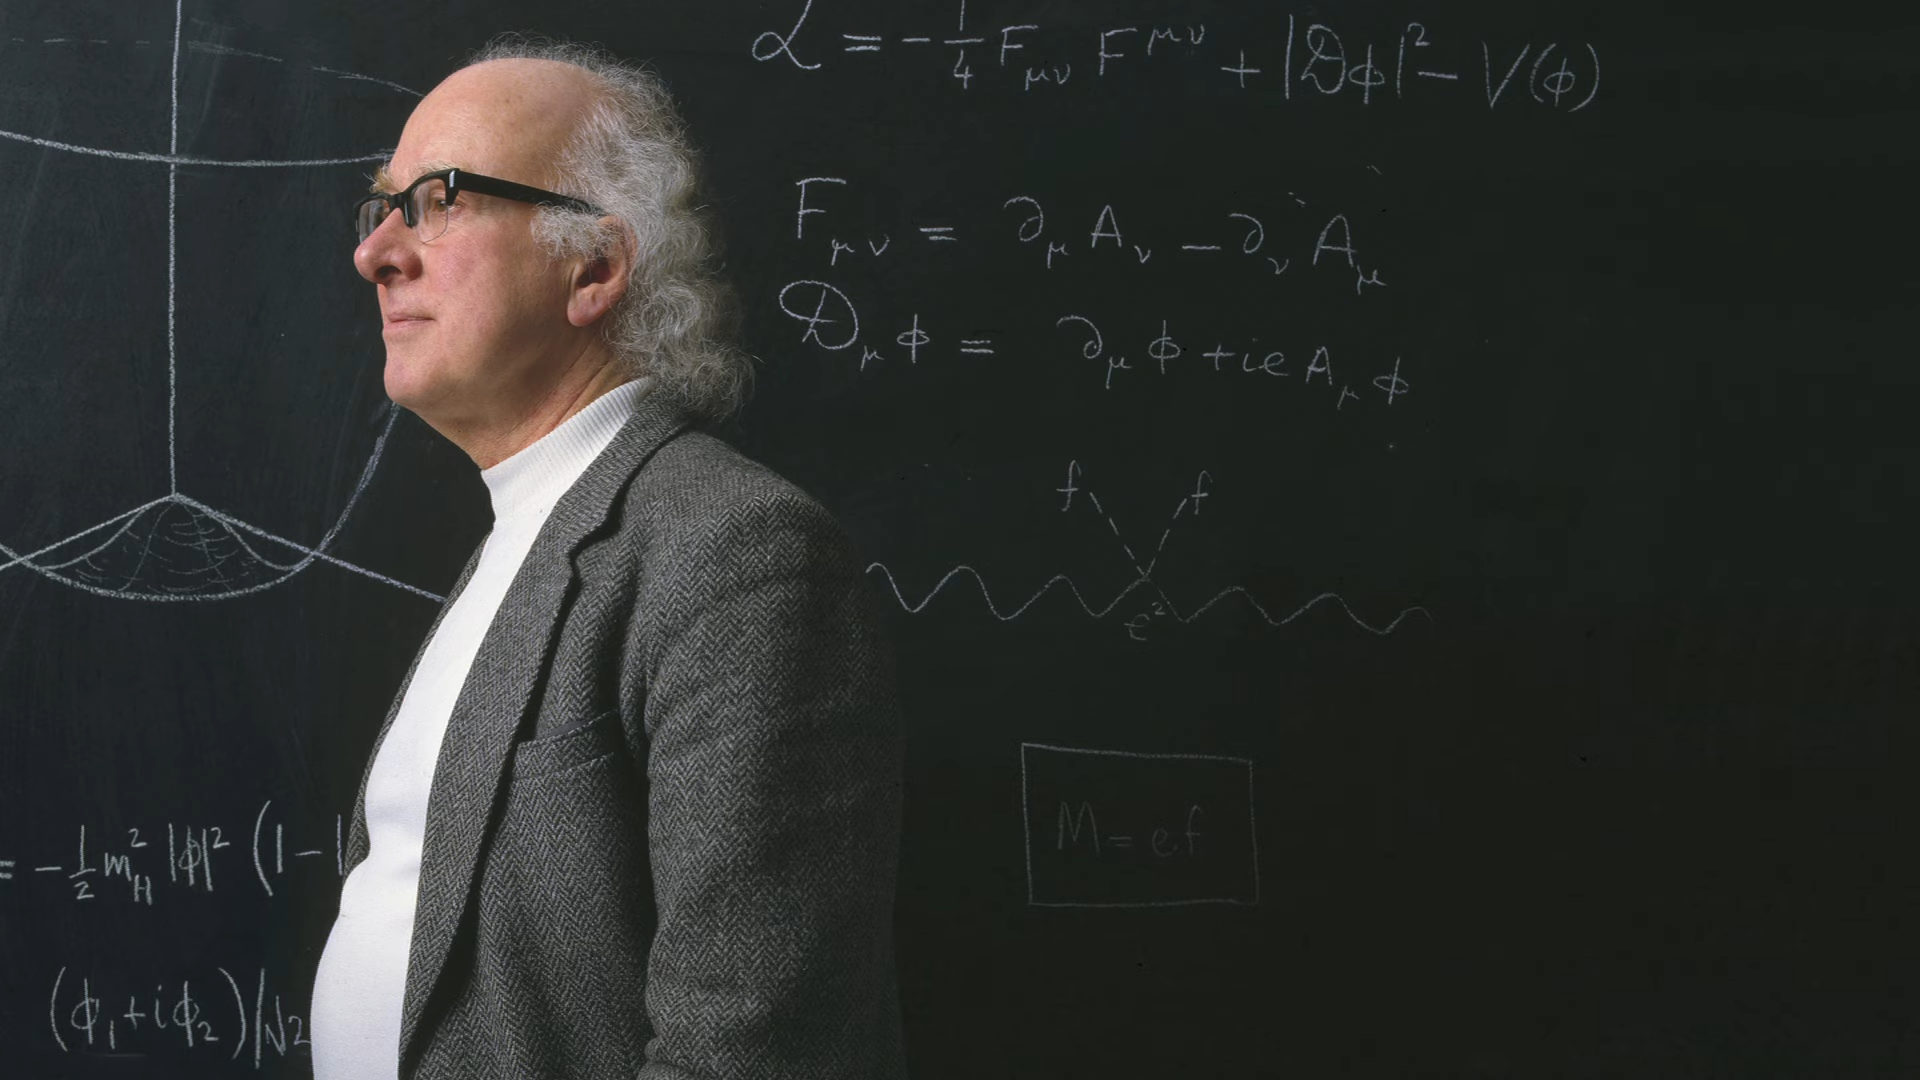 ℒ = -1/4 F_μν F^μν + |𝒟ϕ|² - V(ϕ)
F_μν = ∂_μ A_ν - ∂_ν A_μ
𝒟_μ ϕ = ∂_μ ϕ + ieA_μ ϕ
f f
e²
M = ef
= -1/2 m_H² |ϕ|² (1 -
(ϕ₁+iϕ₂)/√2